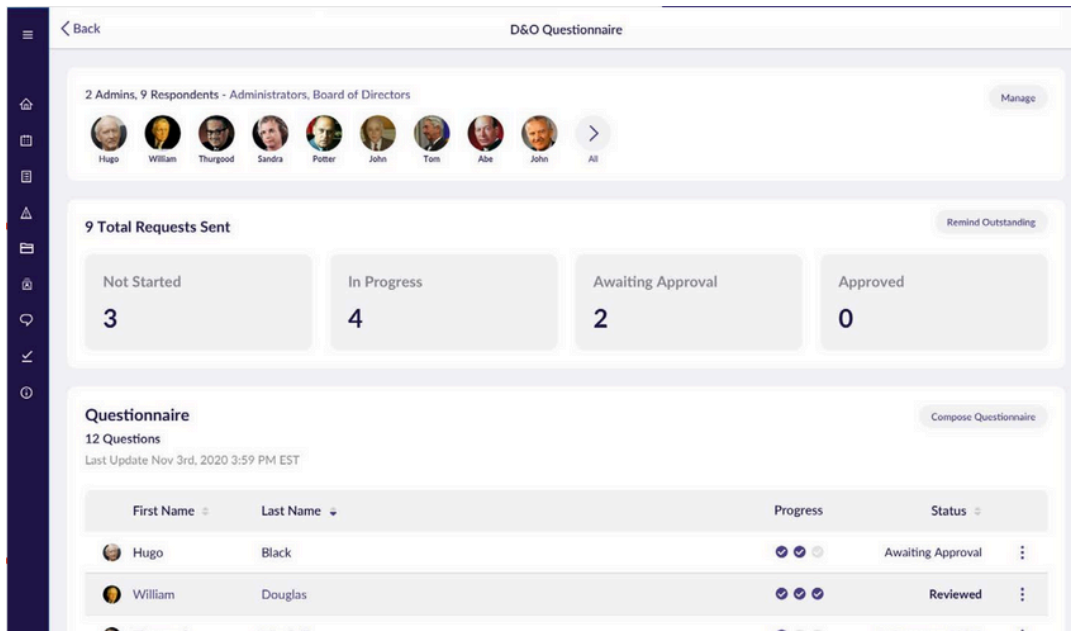 Back
D&O Questionnaire
2 Admins, 9 Respondents - Administrators, Board of Directors
Manage
Hugo William Thurgood Sandra Potter John Tom Abe John All
9 Total Requests Sent
Remind Outstanding
Not Started In Progress Awaiting Approval Approved
3 4 2 0
Questionnaire
Compose Questionnaire
12 Questions
Last Update Nov 3rd, 2020 3:59 PM EST
First Name Last Name Progress Status
Hugo Black Awaiting Approval
William Douglas Reviewed